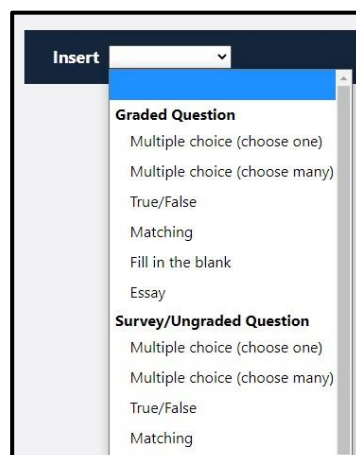 Insert
Graded Question
Multiple choice (choose one)
Multiple choice (choose many)
True/False
Matching
Fill in the blank
Essay
Survey/Ungraded Question
Multiple choice (choose one)
Multiple choice (choose many)
True/False
Matching